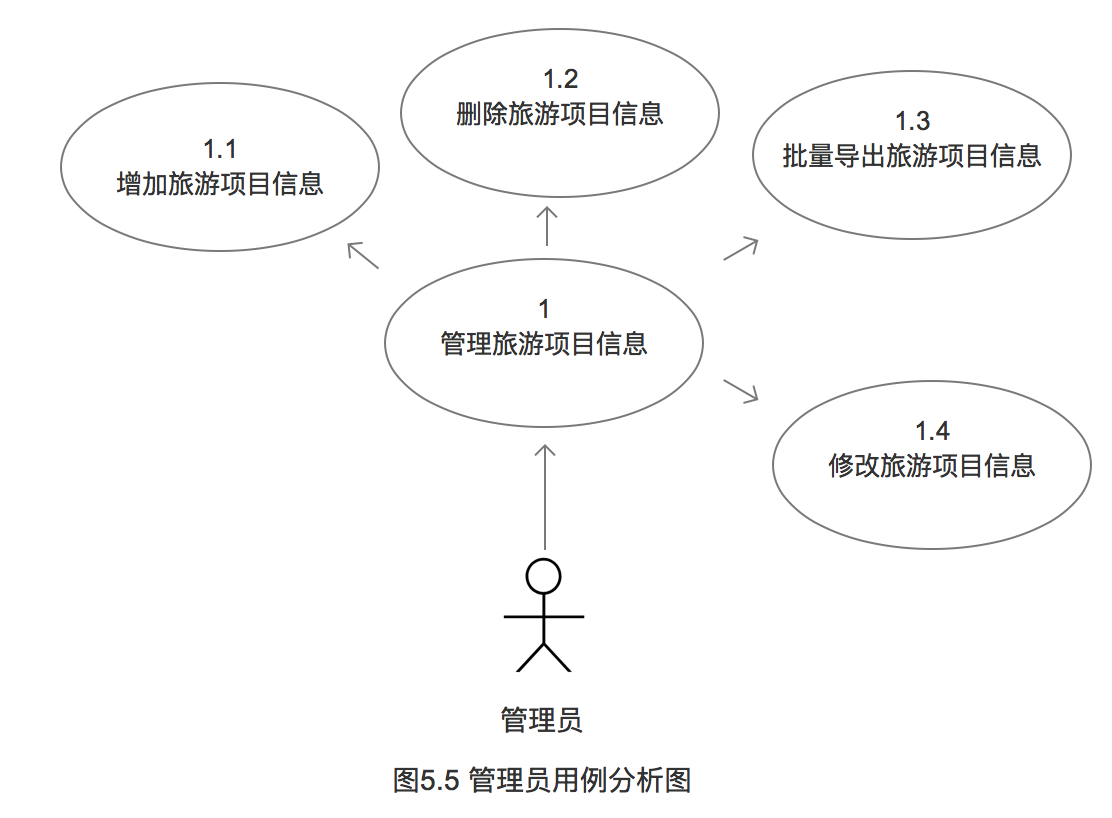 1.1
增加旅游项目信息
1.2
删除旅游项目信息
1.3
批量导出旅游项目信息
1
管理旅游项目信息
1.4
修改旅游项目信息
管理员
图5.5 管理员用例分析图